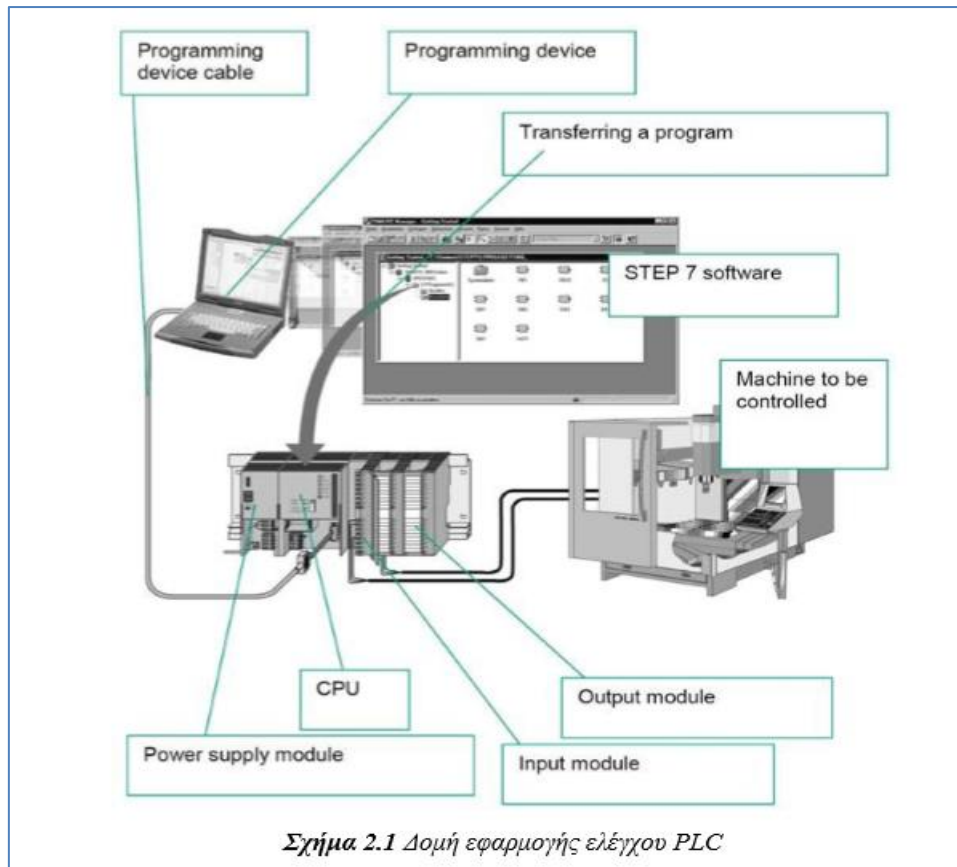 Programming
device cable
Programming device
Transferring a program
STEP 7 software
Machine to be
controlled
CPU
Output module
Power supply module
Input module
Σχήμα 2.1 Δομή εφαρμογής ελέγχου PLC